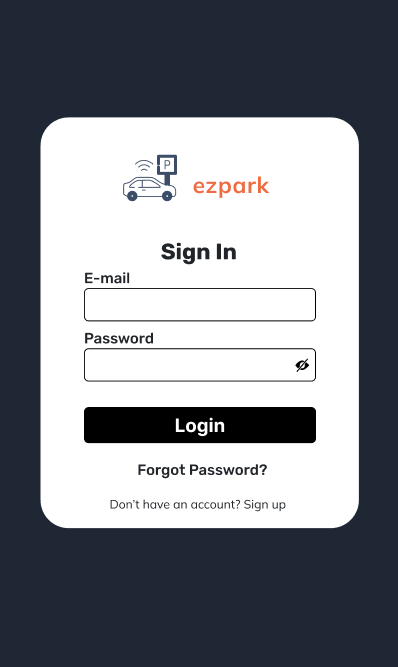 P
ezpark
Sign In
E-mail
Password
Login
Forgot Password?
Don't have an account? Sign up